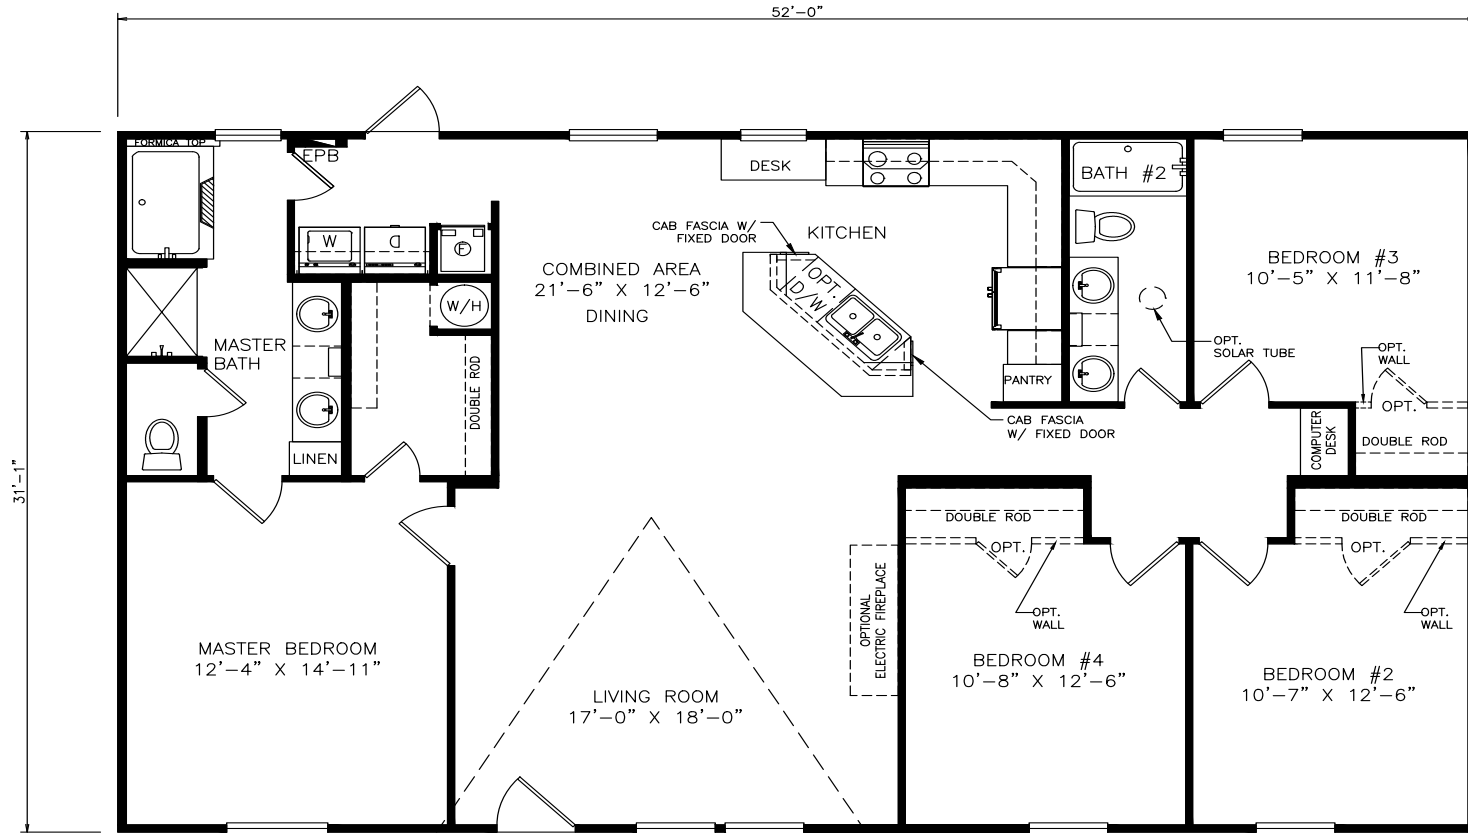 52'-0"
FORMICA TOP
EPB
DESK
BATH #2
W
D
F
CAB FASCIA W/
FIXED DOOR
KITCHEN
COMBINED AREA
21'-6" X 12'-6"
DINING
OPT.
D/W
W/H
BEDROOM #3
10'-5" X 11'-8"
MASTER
BATH
OPT.
SOLAR TUBE
OPT.
WALL
PANTRY
OPT.
DOUBLE ROD
CAB FASCIA
W/ FIXED DOOR
COMPUTER
DESK
DOUBLE ROD
LINEN
31'-1"
DOUBLE ROD
OPT.
DOUBLE ROD
OPT.
OPTIONAL
ELECTRIC FIREPLACE
OPT.
WALL
OPT.
WALL
MASTER BEDROOM
12'-4" X 14'-11"
BEDROOM #4
10'-8" X 12'-6"
BEDROOM #2
10'-7" X 12'-6"
LIVING ROOM
17'-0" X 18'-0"